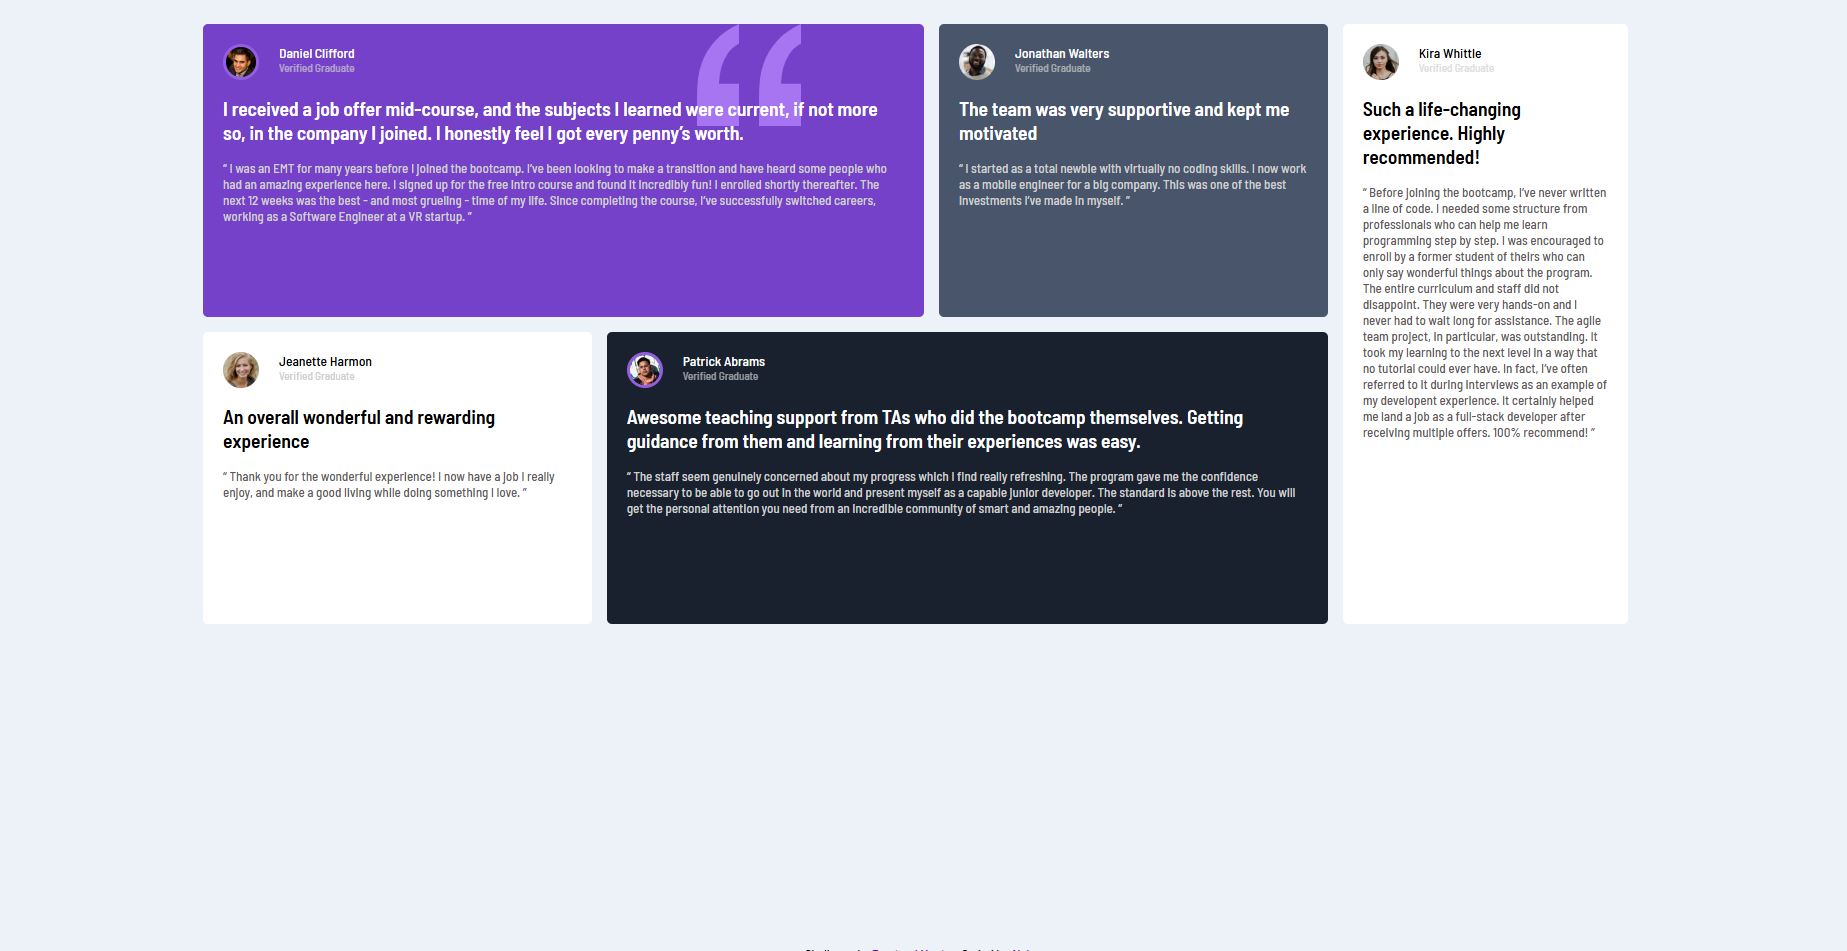 Daniel Clifford
Verified Graduate
I received a job offer mid-course, and the subjects I learned were current, if not more
so, in the company I joined. I honestly feel I got every penny’s worth.
“ I was an EMT for many years before I joined the bootcamp. I’ve been looking to make a transition and have heard some people who
had an amazing experience here. I signed up for the free intro course and found it incredibly fun! I enrolled shortly thereafter. The
next 12 weeks was the best - and most grueling - time of my life. Since completing the course, I’ve successfully switched careers,
working as a Software Engineer at a VR startup. ”
Jonathan Walters
Verified Graduate
The team was very supportive and kept me
motivated
“ I started as a total newbie with virtually no coding skills. I now work
as a mobile engineer for a big company. This was one of the best
investments I’ve made in myself. ”
Kira Whittle
Verified Graduate
Such a life-changing
experience. Highly
recommended!
“ Before joining the bootcamp, I’ve never written
a line of code. I needed some structure from
professionals who can help me learn
programming step by step. I was encouraged to
enroll by a former student of theirs who can
only say wonderful things about the program.
The entire curriculum and staff did not
disappoint. They were very hands-on and I
never had to wait long for assistance. The agile
team project, in particular, was outstanding. It
took my learning to the next level in a way that
no tutorial could ever have. In fact, I’ve often
referred to it during interviews as an example of
my developent experience. It certainly helped
me land a job as a full-stack developer after
receiving multiple offers. 100% recommend! ”
Jeanette Harmon
Verified Graduate
An overall wonderful and rewarding
experience
“ Thank you for the wonderful experience! I now have a job I really
enjoy, and make a good living while doing something I love. ”
Patrick Abrams
Verified Graduate
Awesome teaching support from TAs who did the bootcamp themselves. Getting
guidance from them and learning from their experiences was easy.
“ The staff seem genuinely concerned about my progress which I find really refreshing. The program gave me the confidence
necessary to be able to go out in the world and present myself as a capable junior developer. The standard is above the rest. You will
get the personal attention you need from an incredible community of smart and amazing people. ”